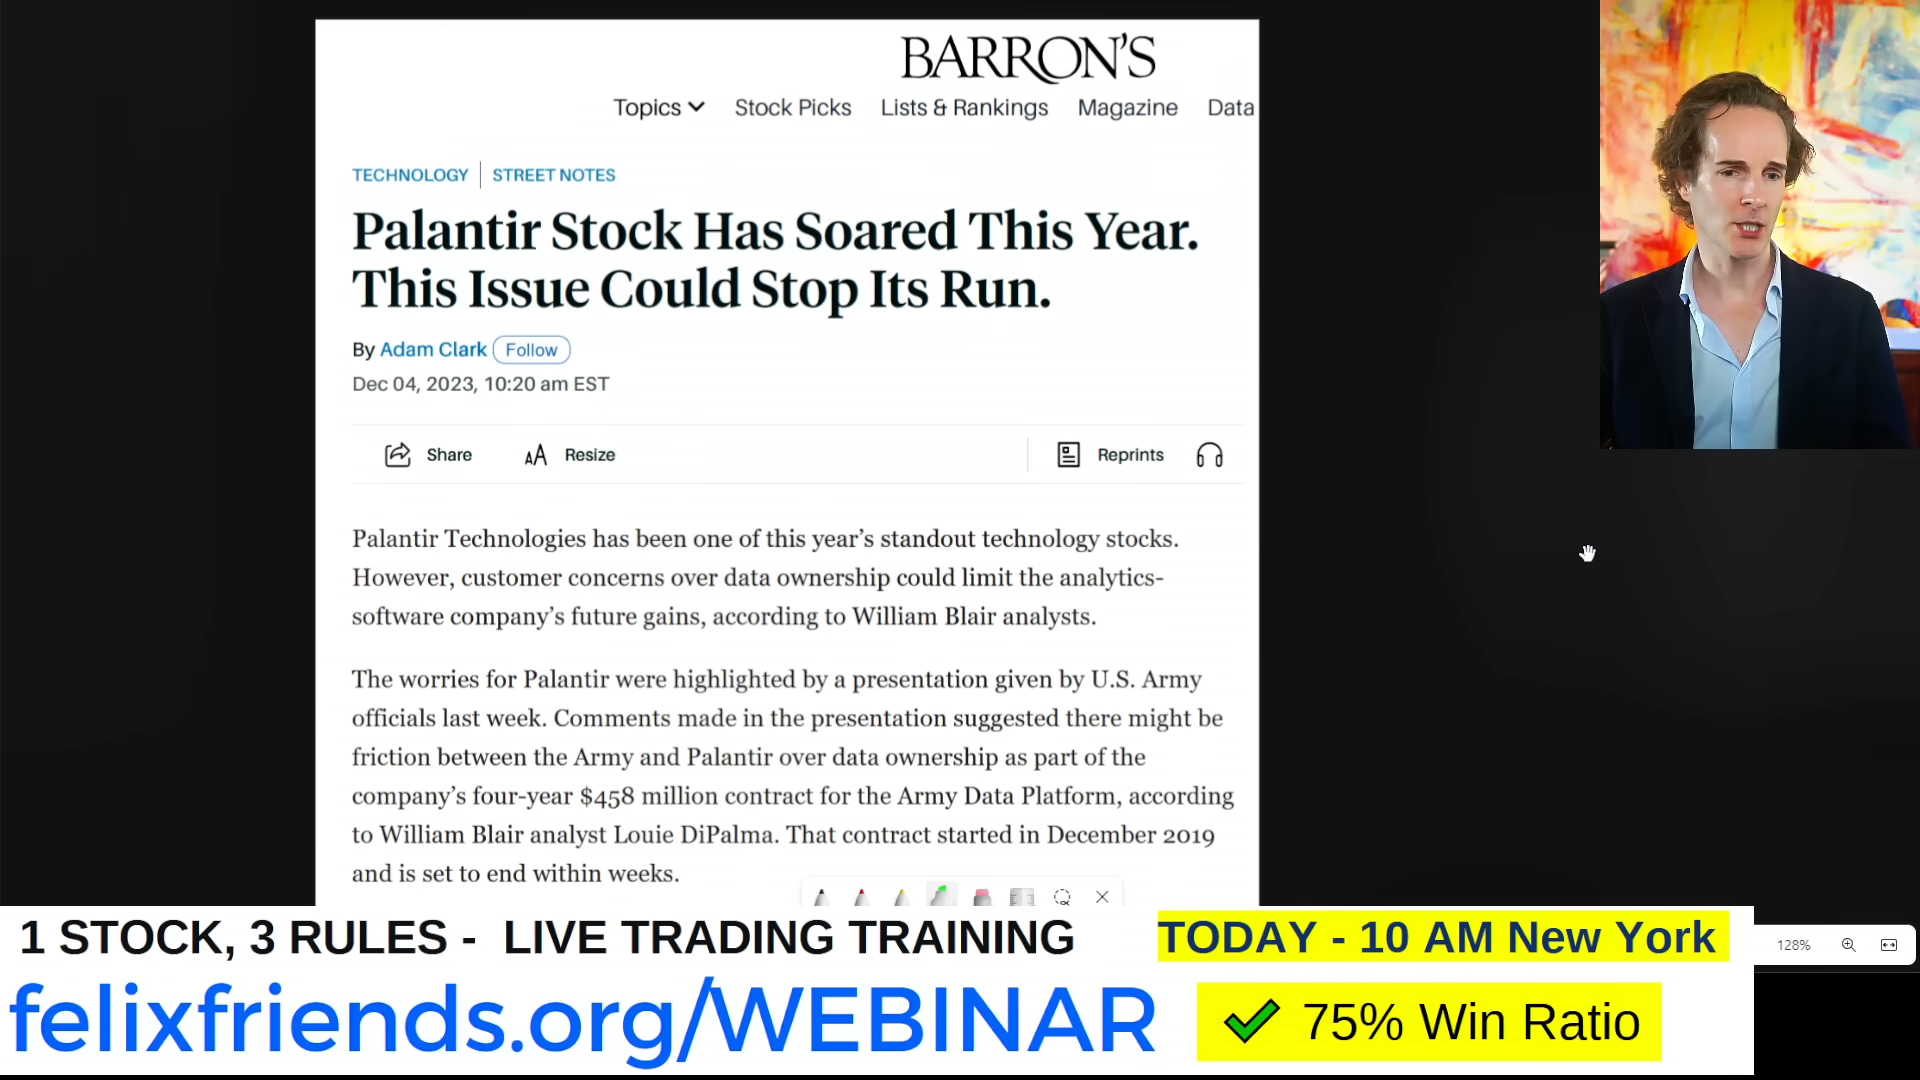 BARRON'S
Topics Stock Picks Lists & Rankings Magazine Data
TECHNOLOGY STREET NOTES
Palantir Stock Has Soared This Year.
This Issue Could Stop Its Run.
By Adam Clark Follow
Dec 04, 2023, 10:20 am EST
Share AA Resize Reprints
Palantir Technologies has been one of this year's standout technology stocks.
However, customer concerns over data ownership could limit the analytics-
software company's future gains, according to William Blair analysts.
The worries for Palantir were highlighted by a presentation given by U.S. Army
officials last week. Comments made in the presentation suggested there might be
friction between the Army and Palantir over data ownership as part of the
company's four-year $458 million contract for the Army Data Platform, according
to William Blair analyst Louie DiPalma. That contract started in December 2019
and is set to end within weeks.
1 STOCK, 3 RULES - LIVE TRADING TRAINING TODAY - 10 AM New York
128%
felixfriends.org/WEBINAR 75% Win Ratio